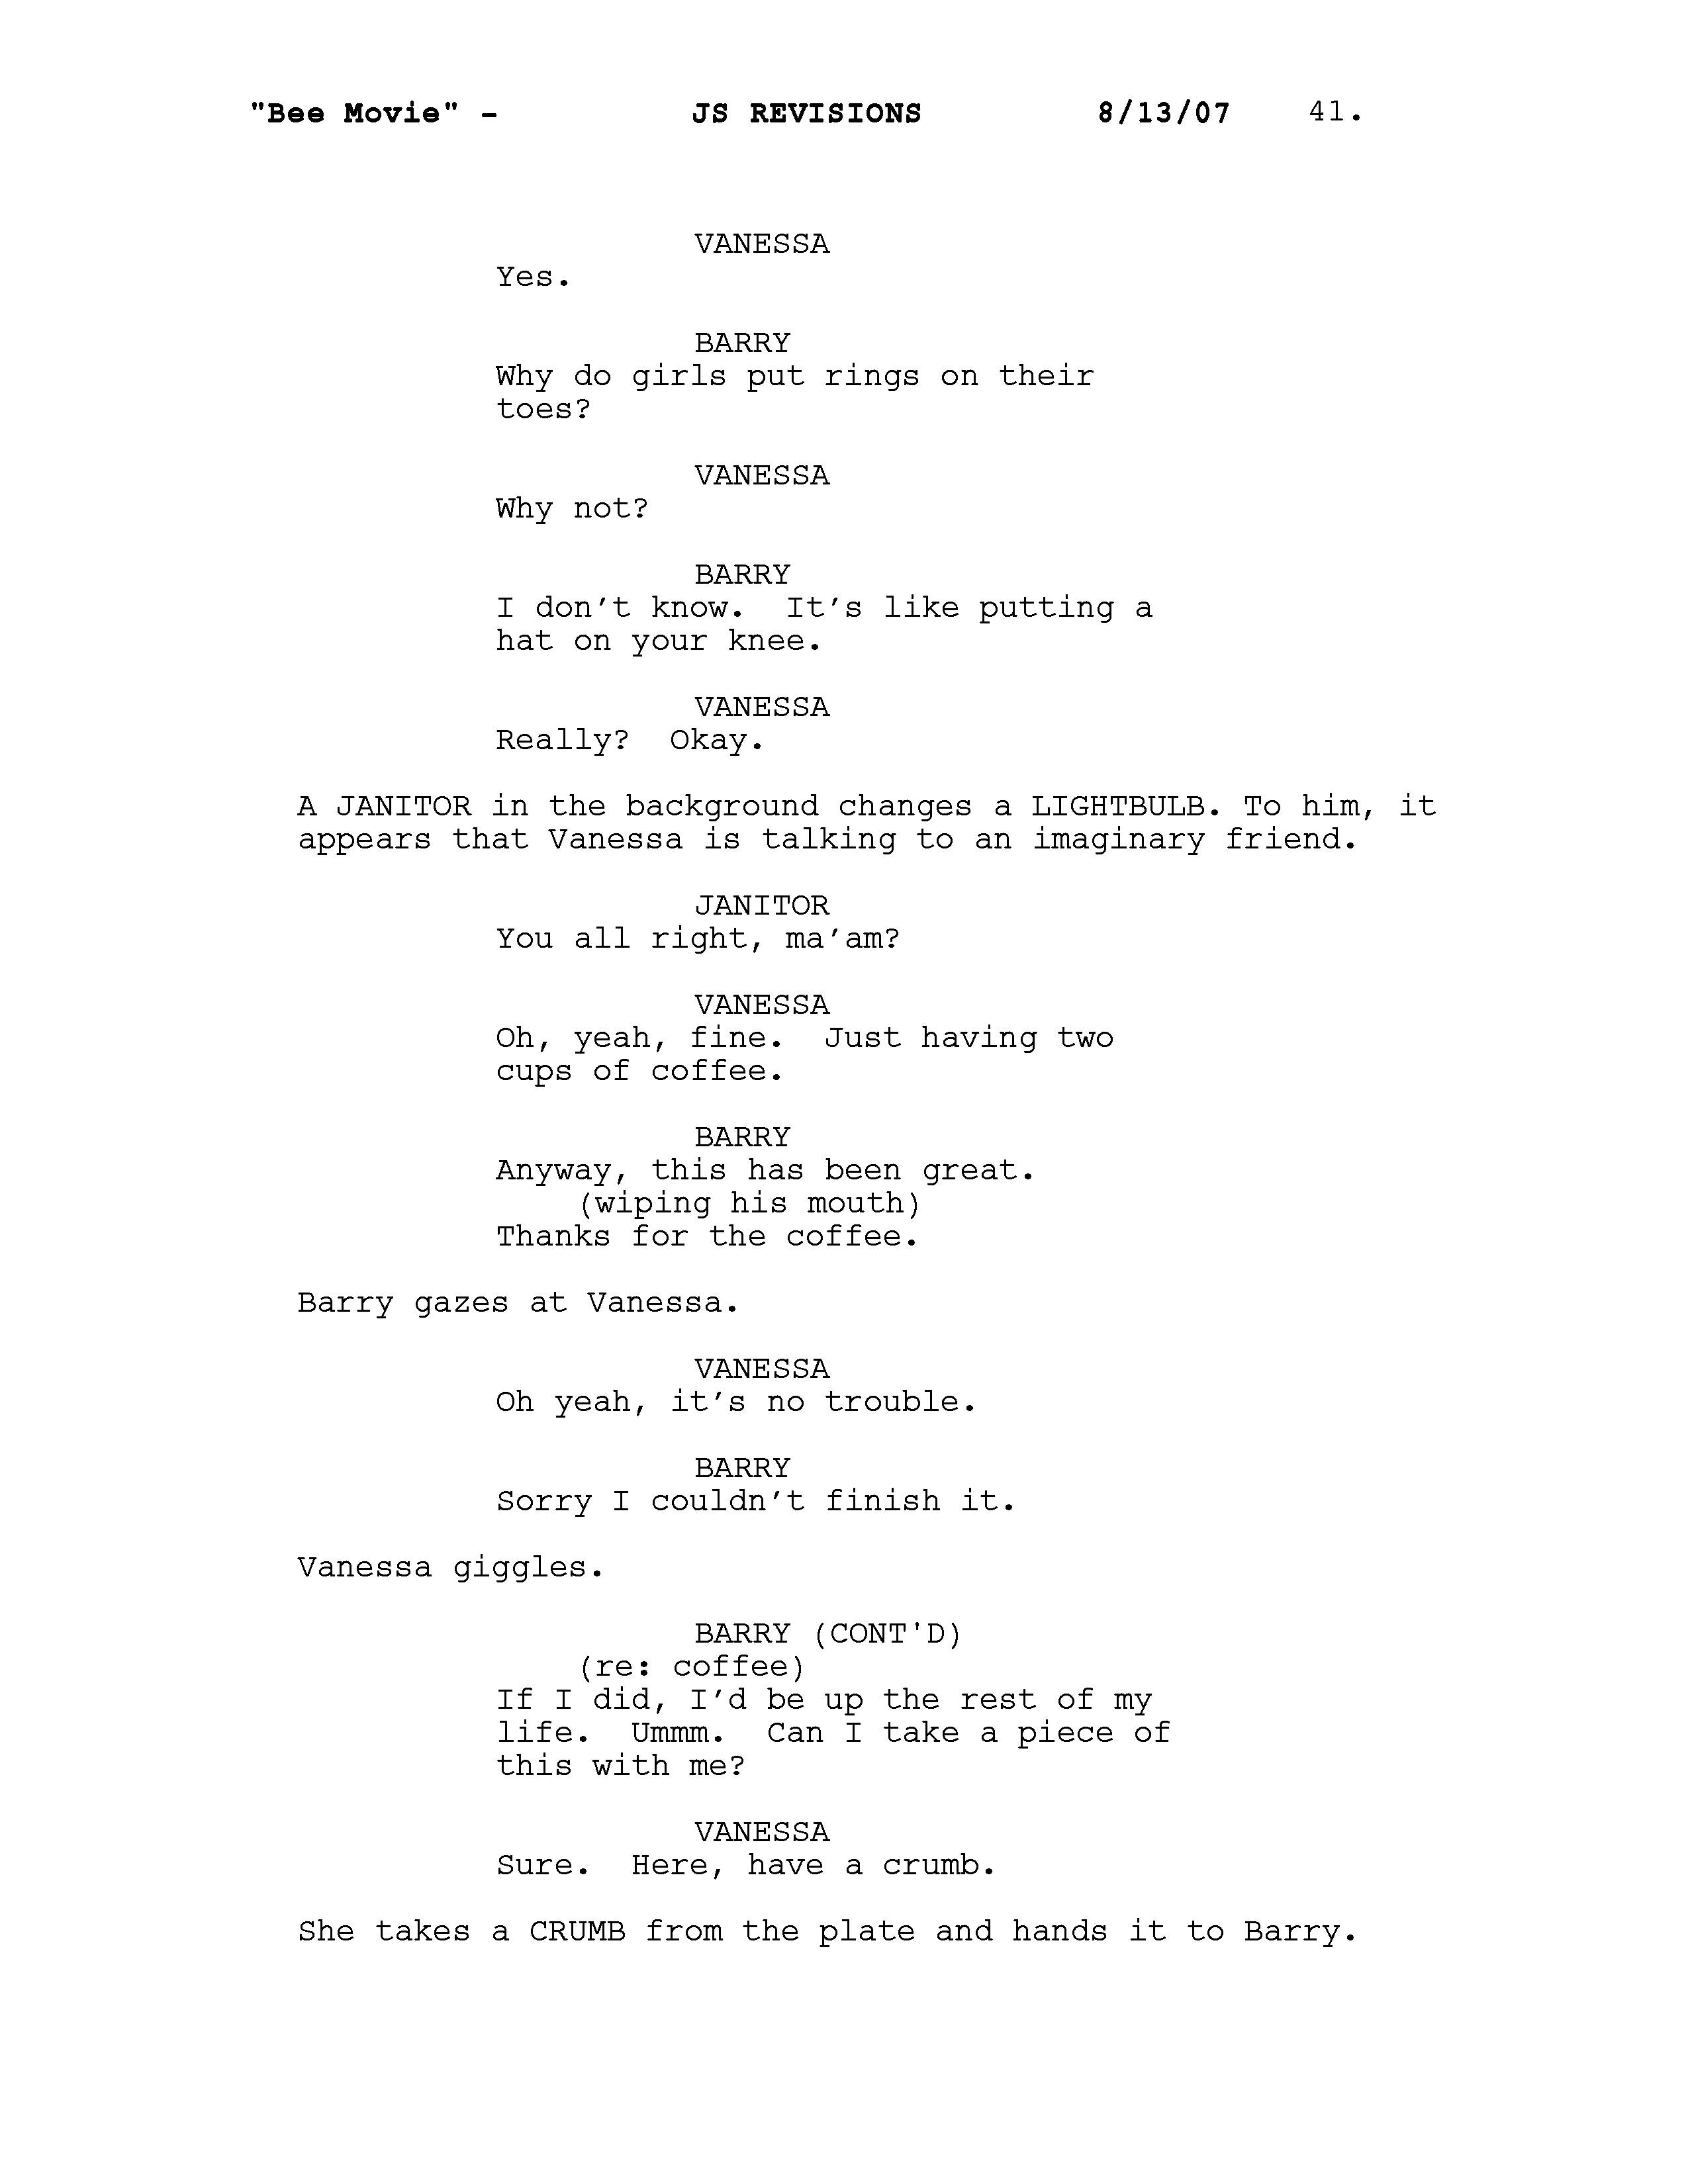 "Bee Movie" - JS REVISIONS 8/13/07 41.
VANESSA
Yes.
BARRY
Why do girls put rings on their
toes?
VANESSA
Why not?
BARRY
I don’t know.  It’s like putting a
hat on your knee.
VANESSA
Really?  Okay.
A JANITOR in the background changes a LIGHTBULB. To him, it
appears that Vanessa is talking to an imaginary friend.
JANITOR
You all right, ma’am?
VANESSA
Oh, yeah, fine.  Just having two
cups of coffee.
BARRY
Anyway, this has been great.
(wiping his mouth)
Thanks for the coffee.
Barry gazes at Vanessa.
VANESSA
Oh yeah, it’s no trouble.
BARRY
Sorry I couldn’t finish it.
Vanessa giggles.
BARRY (CONT'D)
(re: coffee)
If I did, I’d be up the rest of my
life.  Ummm.  Can I take a piece of
this with me?
VANESSA
Sure.  Here, have a crumb.
She takes a CRUMB from the plate and hands it to Barry.